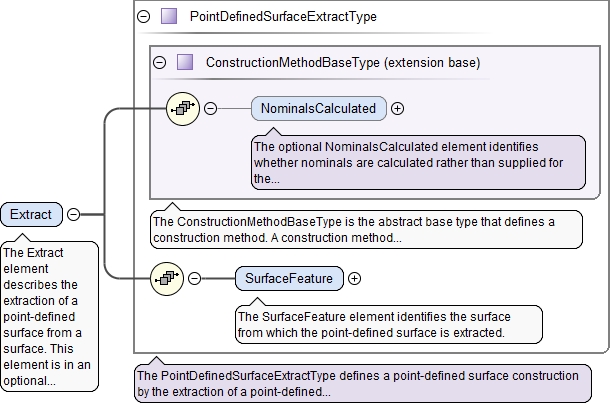 PointDefinedSurfaceExtractType
ConstructionMethodBaseType (extension base)
NominalsCalculated
The optional NominalsCalculated element identifies
whether nominals are calculated rather than supplied for
the...
The ConstructionMethodBaseType is the abstract base type that defines a
construction method. A construction method...
Extract
The Extract
element
describes the
extraction of a
point-defined
surface from a
surface. This
element is in an
optional...
SurfaceFeature
The SurfaceFeature element identifies the surface
from which the point-defined surface is extracted.
The PointDefinedSurfaceExtractType defines a point-defined surface construction
by the extraction of a point-defined...